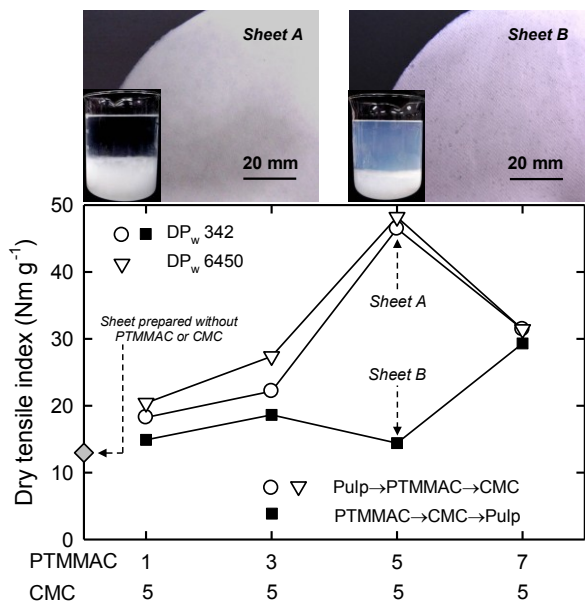 Sheet A
Sheet B
20 mm
20 mm
Dry tensile index (Nm g⁻¹)
50
40
30
20
10
0
DPw 342
DPw 6450
Sheet prepared without
PTMMAC or CMC
Sheet A
Sheet B
Pulp→PTMMAC→CMC
PTMMAC→CMC→Pulp
PTMMAC 1 3 5 7
CMC 5 5 5 5